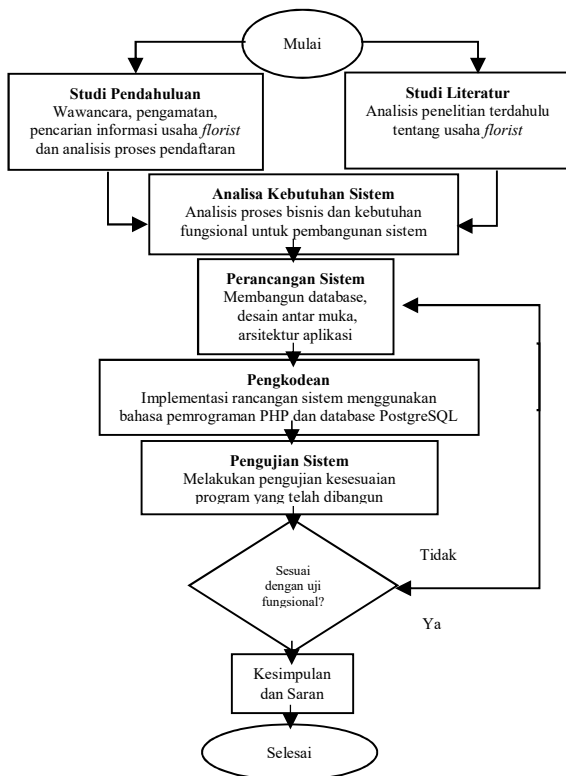 Mulai
Studi Pendahuluan
Wawancara, pengamatan,
pencarian informasi usaha florist
dan analisis proses pendaftaran
Studi Literatur
Analisis penelitian terdahulu
tentang usaha florist
Analisa Kebutuhan Sistem
Analisis proses bisnis dan kebutuhan
fungsional untuk pembangunan sistem
Perancangan Sistem
Membangun database,
desain antar muka,
arsitektur aplikasi
Pengkodean
Implementasi rancangan sistem menggunakan
bahasa pemrograman PHP dan database PostgreSQL
Pengujian Sistem
Melakukan pengujian kesesuaian
program yang telah dibangun
Sesuai
dengan uji
fungsional?
Tidak
Ya
Kesimpulan
dan Saran
Selesai